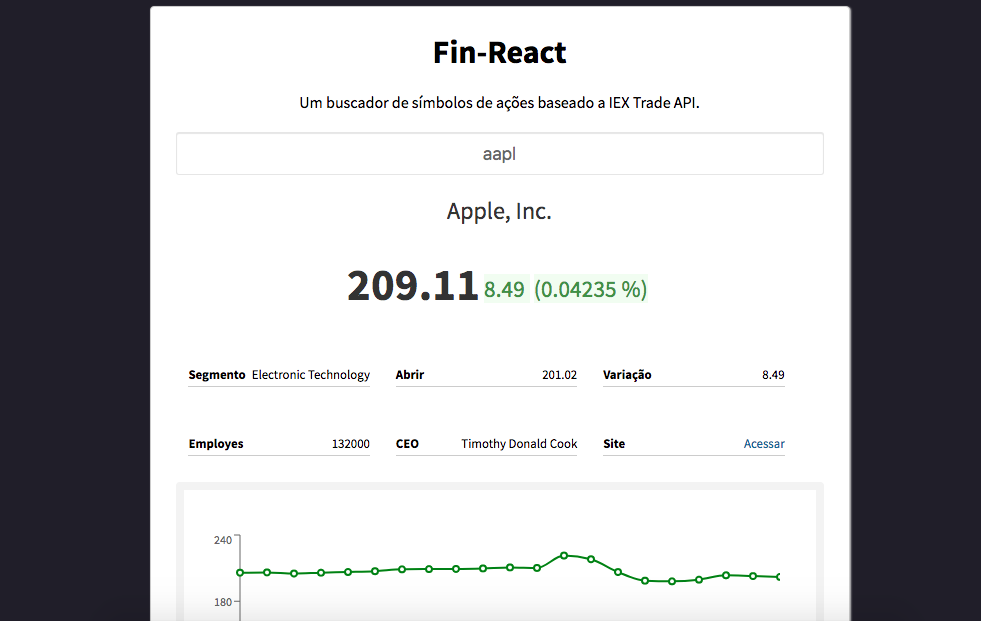 Fin-React
Um buscador de símbolos de ações baseado a IEX Trade API.
aapl
Apple, Inc.
209.11 8.49 (0.04235 %)
Segmento Electronic Technology Abrir 201.02 Variação 8.49
Employes 132000 CEO Timothy Donald Cook Site Acessar
240
180